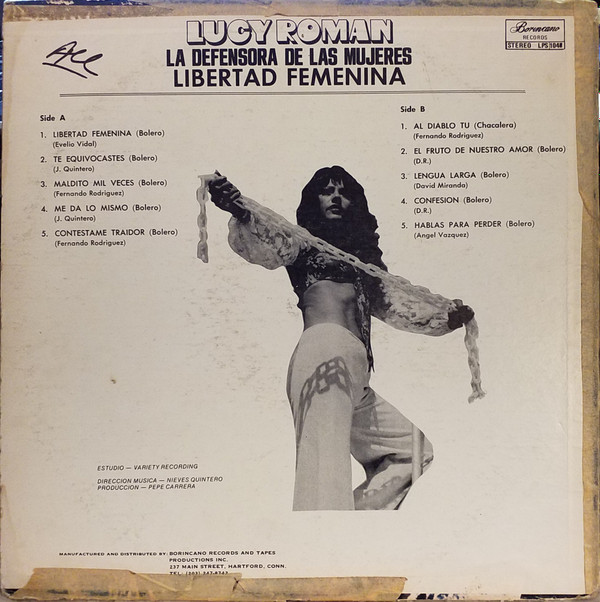 LUCY ROMAN
LA DEFENSORA DE LAS MUJERES
LIBERTAD FEMENINA
Borincano
RECORDS
STEREO LPS1048
Side A
1. LIBERTAD FEMENINA (Bolero)
(Evelio Vidal)
2. TE EQUIVOCASTES (Bolero)
(J. Quintero)
3. MALDITO MIL VECES (Bolero)
(Fernando Rodriguez)
4. ME DA LO MISMO (Bolero)
(J. Quintero)
5. CONTESTAME TRAIDOR (Bolero)
(Fernando Rodriguez)
Side B
1. AL DIABLO TU (Chacalera)
(Fernando Rodriguez)
2. EL FRUTO DE NUESTRO AMOR (Bolero)
(D.R.)
3. LENGUA LARGA (Bolero)
(David Miranda)
4. CONFESION (Bolero)
(D.R.)
5. HABLAS PARA PERDER (Bolero)
(Angel Vazquez)
ESTUDIO — VARIETY RECORDING
DIRECCION MUSICA — NIEVES QUINTERO
PRODUCCION — PEPE CARRERA
MANUFACTURED AND DISTRIBUTED BY: BORINCANO RECORDS AND TAPES
PRODUCTIONS INC.
137 MAIN STREET, HARTFORD, CONN.
TEL. (203)